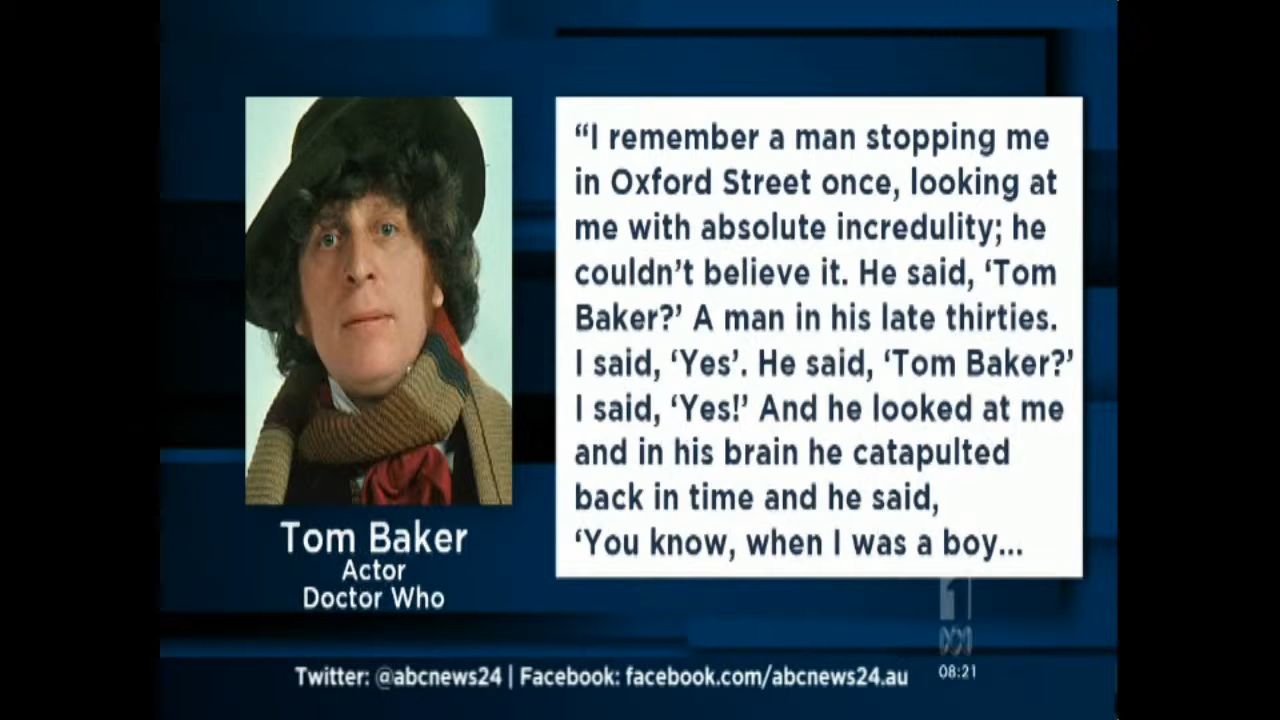 “I remember a man stopping me
in Oxford Street once, looking at
me with absolute incredulity; he
couldn’t believe it. He said, ‘Tom
Baker?’ A man in his late thirties.
I said, ‘Yes’. He said, ‘Tom Baker?’
I said, ‘Yes!’ And he looked at me
and in his brain he catapulted
back in time and he said,
‘You know, when I was a boy...
Tom Baker
Actor
Doctor Who
1
08:21
Twitter: @abcnews24 | Facebook: facebook.com/abcnews24.au